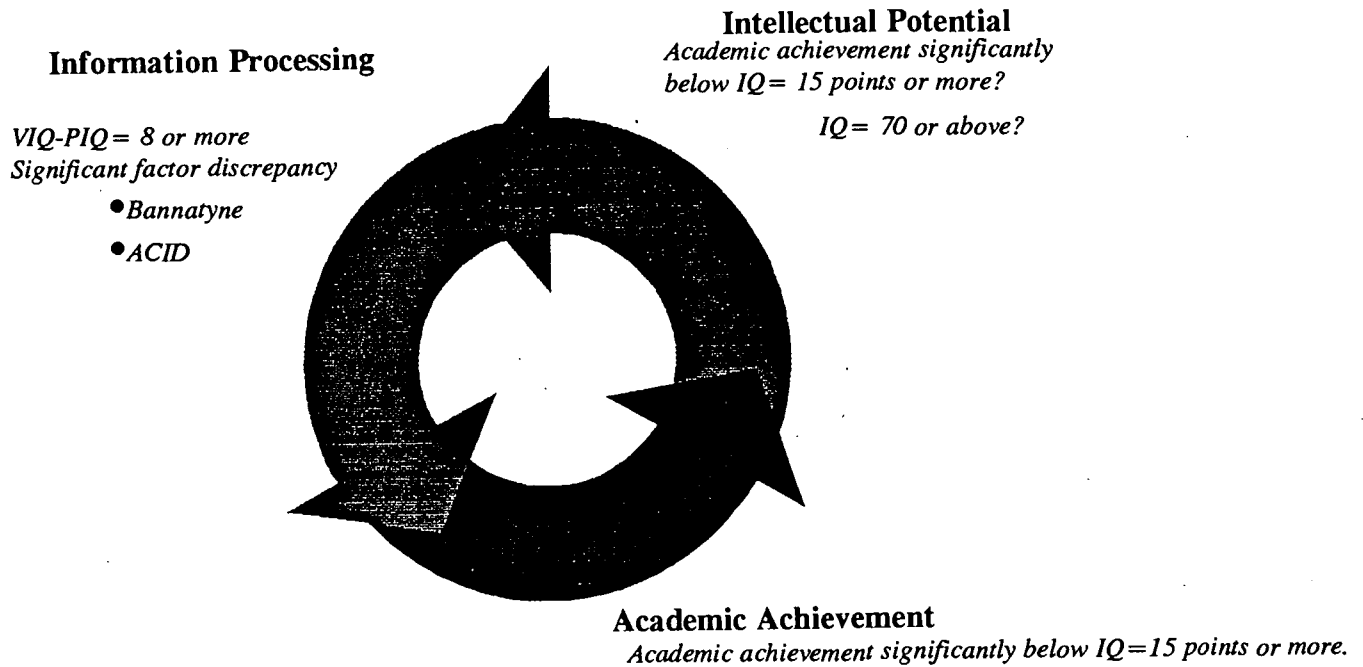 Information Processing
VIQ-PIQ= 8 or more
Significant factor discrepancy
●Bannatyne
●ACID
Intellectual Potential
Academic achievement significantly
below IQ= 15 points or more?
IQ= 70 or above?
Academic Achievement
Academic achievement significantly below IQ=15 points or more.